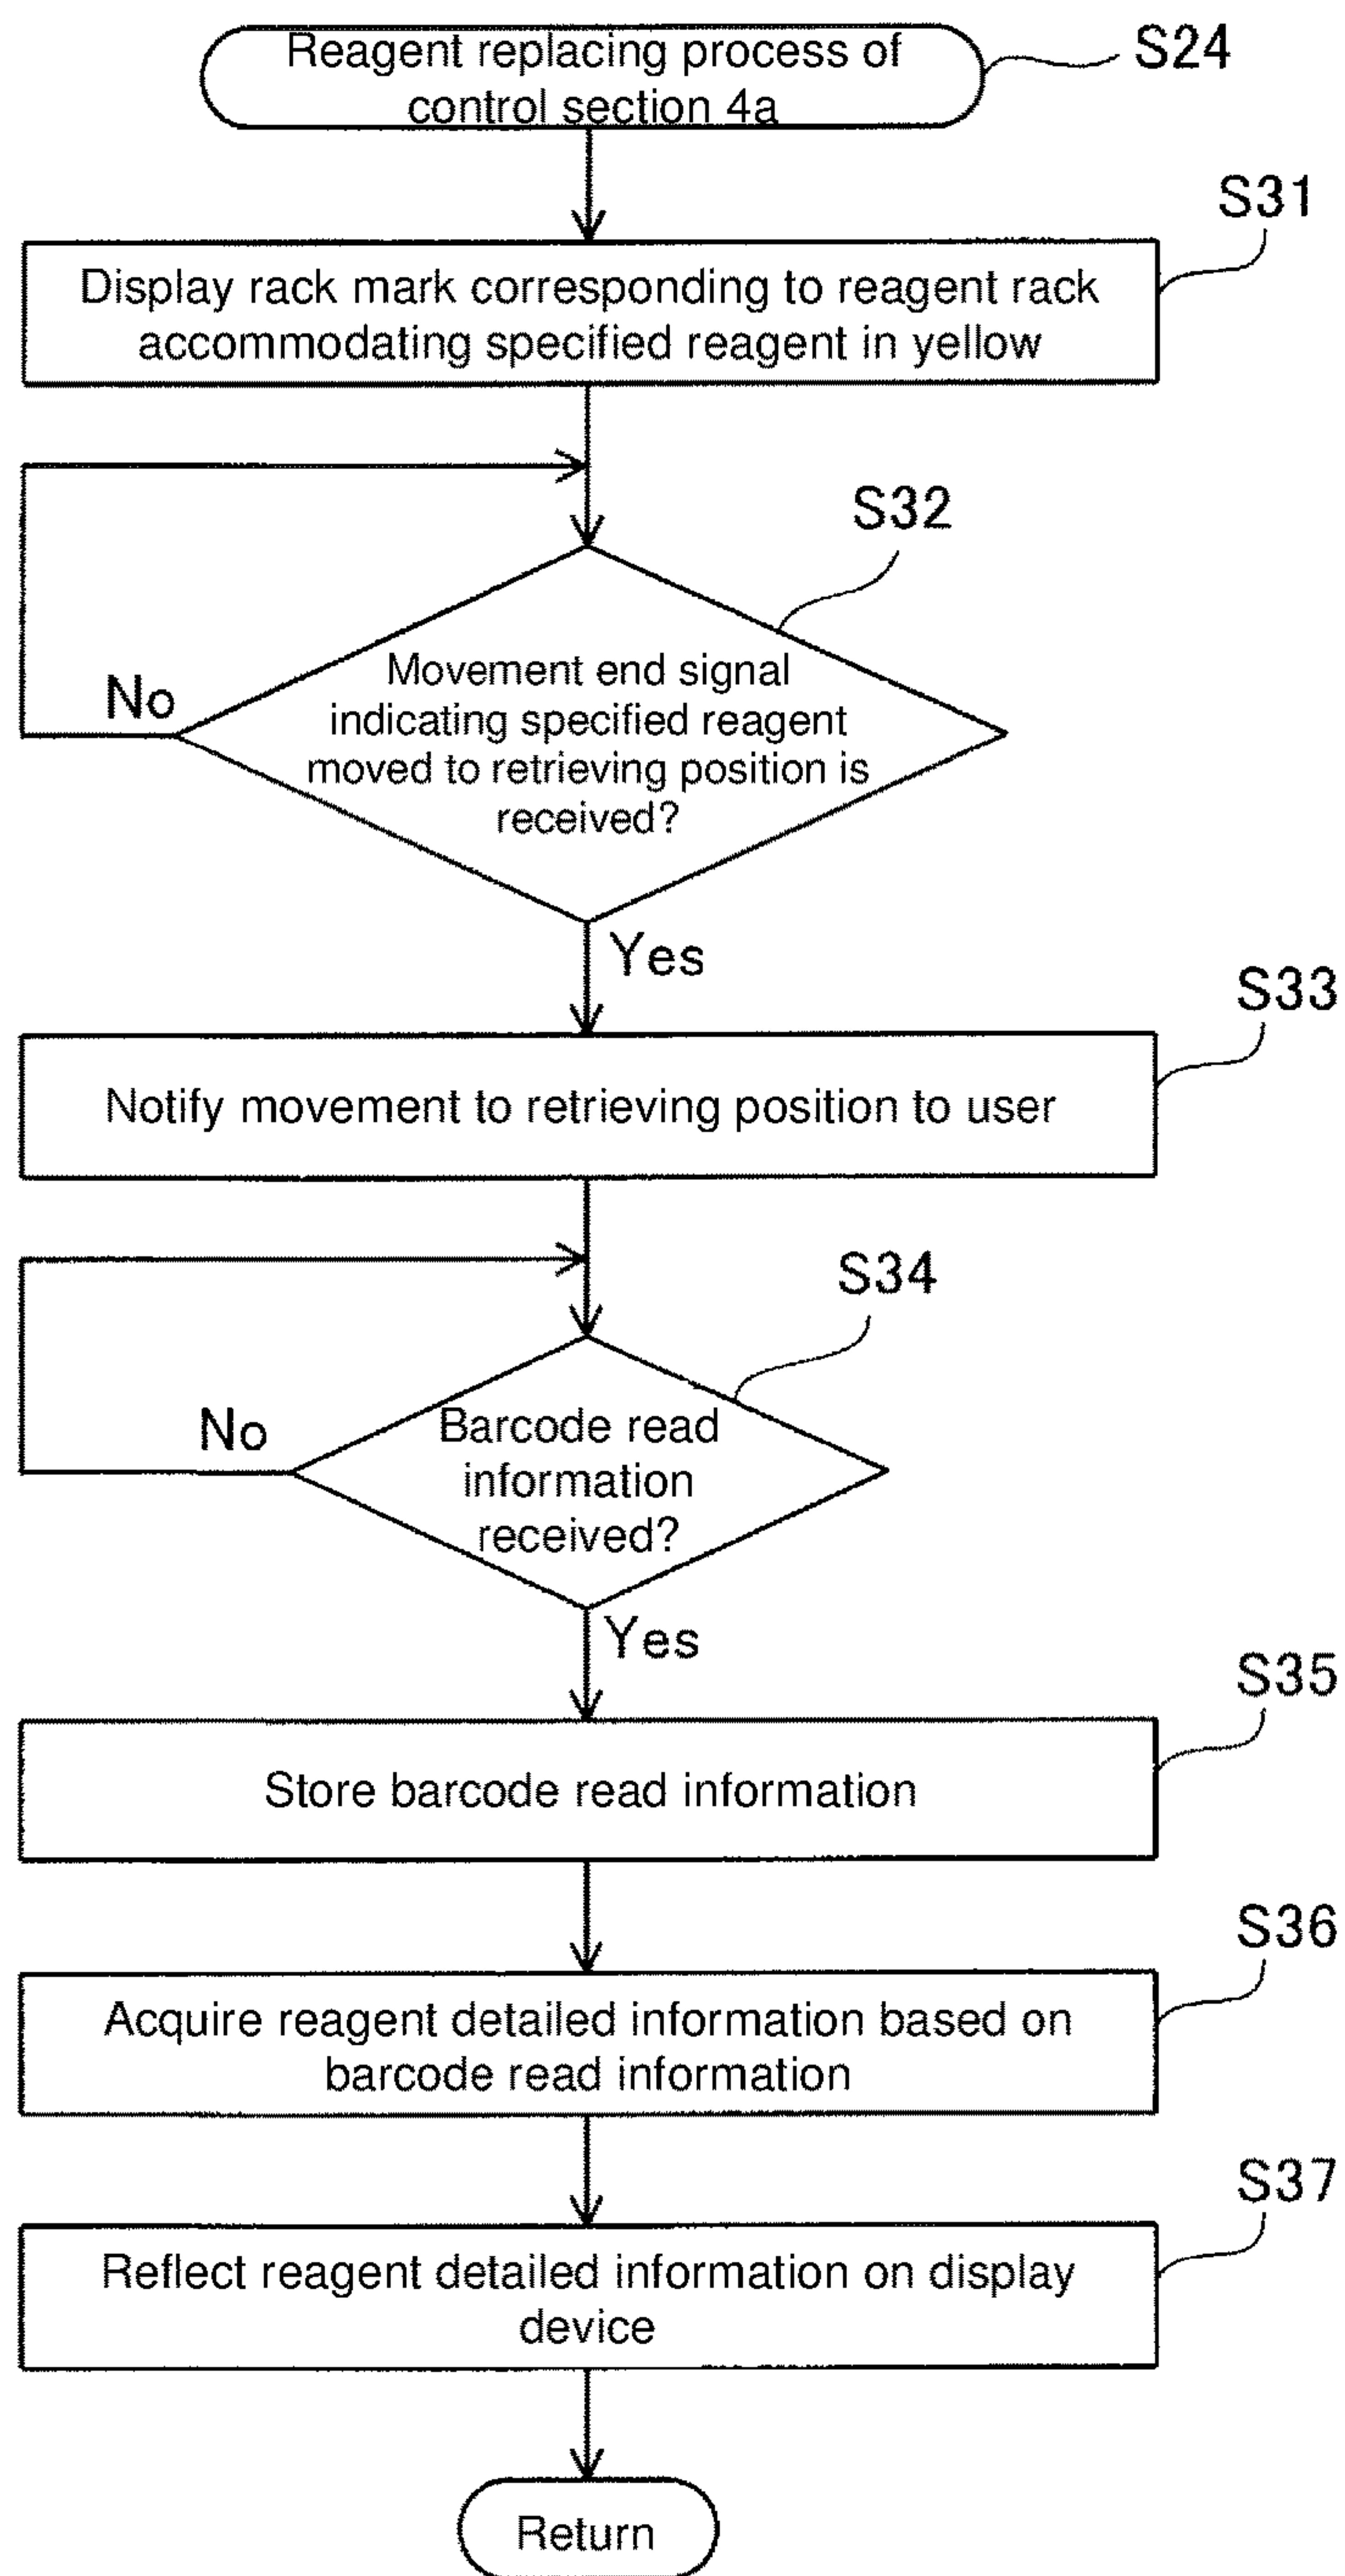 Reagent replacing process of
control section 4a
S24
S31
Display rack mark corresponding to reagent rack
accommodating specified reagent in yellow
S32
Movement end signal
indicating specified reagent
moved to retrieving position is
received?
No
Yes
S33
Notify movement to retrieving position to user
S34
Barcode read
information
received?
No
Yes
S35
Store barcode read information
S36
Acquire reagent detailed information based on
barcode read information
S37
Reflect reagent detailed information on display
device
Return